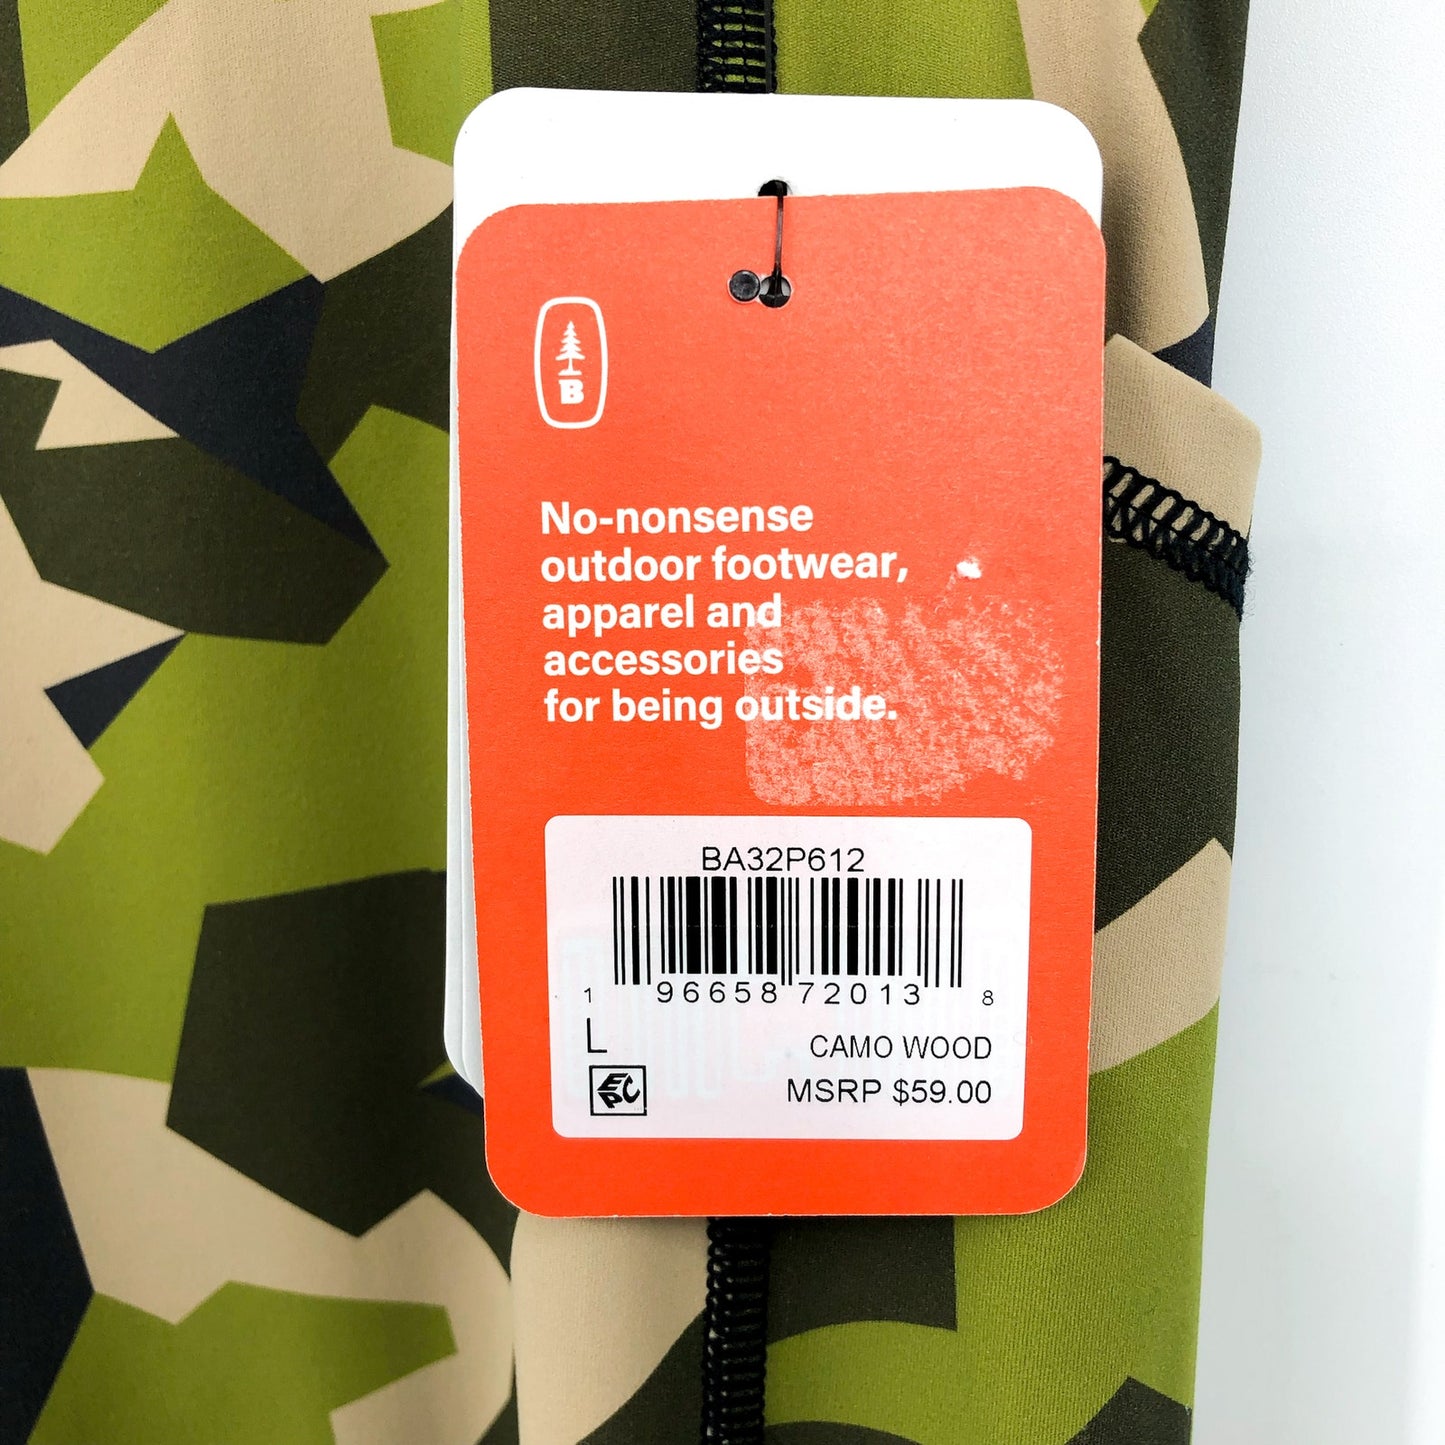 B
No-nonsense
outdoor footwear,
apparel and
accessories
for being outside.
BA32P612
1 96658 72013 8
L CAMO WOOD
EPC MSRP $59.00